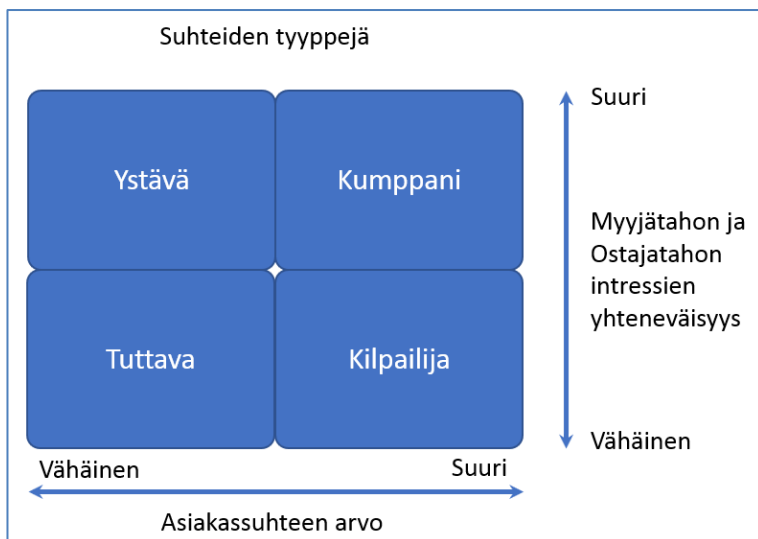 Suhteiden tyyppejä
Ystävä
Kumppani
Suuri
Myyjätahon ja
Ostajatahon
intressien
yhteneväisyys
Tuttava
Kilpailija
Vähäinen
Vähäinen
Suuri
Asiakassuhteen arvo